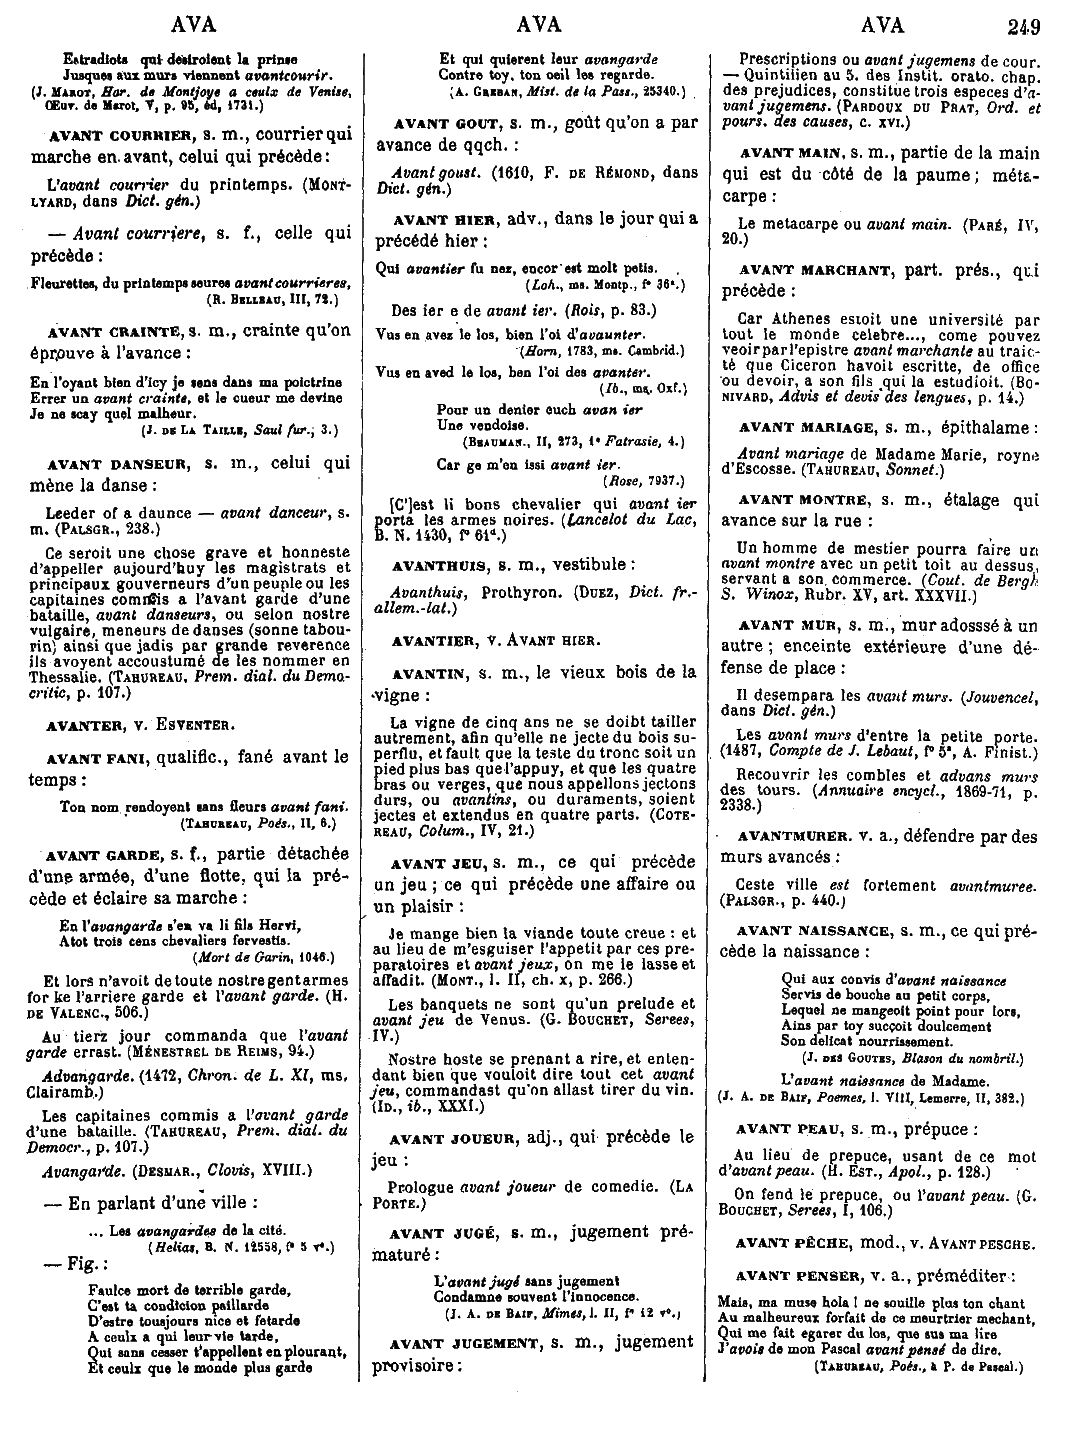 AVA
AVA
AVA
249
Estradiots qui desiroient la prinse
Jusques aux murs viennent avantcourir.
(J. MAROT, Har. de Montjoye a ceulx de Venise,
Œuv. de Marot, V, p. 95, éd, 1731.)
AVANT COURRIER, s. m., courrier qui
marche en avant, celui qui précède :
L'avant courrier du printemps. (MONT-
LYARD, dans Dict. gén.)
— Avant courriere, s. f., celle qui
précède :
Fleurettes, du printemps seures avant courrieres,
(R. BELLEAU, III, 72.)
AVANT CRAINTE, s. m., crainte qu'on
éprouve à l'avance :
En l'oyant bien d'icy je sens dans ma poictrine
Errer un avant crainte, et le cueur me devine
Je ne scay quel malheur.
(J. DE LA TAILLE, Saul fur., 3.)
AVANT DANSEUR, s. m., celui qui
mène la danse :
Leeder of a daunce — avant danceur, s.
m. (PALSGR., 238.)
Ce seroit une chose grave et honneste
d'appeller aujourd'huy les magistrats et
principaux gouverneurs d'un peuple ou les
capitaines commis a l'avant garde d'une
bataille, avant danseurs, ou selon nostre
vulgaire, meneurs de danses (sonne tabou-
rin) ainsi que jadis par grande reverence
ils avoyent accoustumé de les nommer en
Thessalie. (TAHUREAU, Prem. dial. du Demo-
critic, p. 107.)
AVANTER, v. ESVENTER.
AVANT FANI, qualific., fané avant le
temps :
Ton nom rendoyent sans fleurs avant fani.
(TAHUREAU, Poés., II, 6.)
AVANT GARDE, s. f., partie détachée
d'une armée, d'une flotte, qui la pré-
cède et éclaire sa marche :
En l'avangarde s'en va li fils Hervi,
Atot trois cens chevaliers fervestis.
(Mort de Garin, 1046.)
Et lors n'avoit de toute nostre gentarmes
for ke l'arriere garde et l'avant garde. (H.
DE VALENC., 506.)
Au tierz jour commanda que l'avant
garde errast. (MÉNESTREL DE REIMS, 94.)
Advangarde. (1472, Chron. de L. XI, ms.
Clairamb.)
Les capitaines commis a l'avant garde
d'une bataille. (TAHUREAU, Prem. dial. du
Democr., p. 107.)
Avangarde. (DESMAR., Clovis, XVIII.)
— En parlant d'une ville :
... Les avangardes de la cité.
(Helias, B. N. 12558, f° 5 r°.)
— Fig. :
Faulce mort de terrible garde,
C'est ta condicion paillarde
D'estre tousjours nice et fetarde
A ceulx a qui leur vie tarde,
Qui sans cesser t'appellent en plourant,
Et ceulx que le monde plus garde
Et qui quierent leur avangarde
Contre toy, ton oeil les regarde.
(A. GREBAN, Mist. de la Pass., 25340.)
AVANT GOUT, s. m., goût qu'on a par
avance de qqch. :
Avant goust. (1610, F. DE RÉMOND, dans
Dict. gén.)
AVANT HIER, adv., dans le jour qui a
précédé hier :
Qui avantier fu nez, encor est molt petis.
(Loh., ms. Montp., f° 36ª.)
Des ier e de avant ier. (Rois, p. 83.)
Vus en avez le los, bien l'oi d'avaunter.
(Horn, 1783, ms. Cambrid.)
Vus en aved le los, ben l'oi des avanter.
(Ib., ms. Oxf.)
Pour un denier euch avan ier
Une vendoise.
(BEAUMAN., II, 273, 1ª Fatrasie, 4.)
Car ge m'en issi avant ier.
(Rose, 7937.)
[C']est li bons chevalier qui avant ier
porta les armes noires. (Lancelot du Lac,
B. N. 1430, f° 61ᵈ.)
AVANTHUIS, s. m., vestibule :
Avanthuis, Prothyron. (DUEZ, Dict. fr.-
allem.-lat.)
AVANTIER, v. AVANT HIER.
AVANTIN, s. m., le vieux bois de la
vigne :
La vigne de cinq ans ne se doibt tailler
autrement, afin qu'elle ne jecte du bois su-
perflu, et fault que la teste du tronc soit un
pied plus bas que l'appuy, et que les quatre
bras ou verges, que nous appellons jectons
durs, ou avantins, ou duraments, soient
jectes et extendus en quatre parts. (COTE-
REAU, Colum., IV, 21.)
AVANT JEU, s. m., ce qui précède
un jeu ; ce qui précède une affaire ou
un plaisir :
Je mange bien ta viande toute creue : et
au lieu de m'esguiser l'appetit par ces pre-
paratoires et avant jeux, on me le lasse et
affadit. (MONT., l. II, ch. x, p. 266.)
Les banquets ne sont qu'un prelude et
avant jeu de Venus. (G. BOUCHET, Serees,
IV.)
Nostre hoste se prenant a rire, et enten-
dant bien que vouloit dire tout cet avant
jeu, commandast qu'on allast tirer du vin.
(ID., ib., XXXI.)
AVANT JOUEUR, adj., qui précède le
jeu :
Prologue avant joueur de comedie. (LA
PORTE.)
AVANT JUGÉ, s. m., jugement pré-
maturé :
L'avant jugé sans jugement
Condamne souvent l'innocence.
(J. A. DE BAIF, Mimes, l. II, f° 12 v°.)
AVANT JUGEMENT, s. m., jugement
provisoire :
Prescriptions ou avant jugemens de cour.
— Quintilien au 5. des Instit. orato. chap.
des prejudices, constitue trois especes d'a-
vant jugemens. (PARDOUX DU PRAT, Ord. et
pours. des causes, c. XVI.)
AVANT MAIN, s. m., partie de la main
qui est du côté de la paume ; méta-
carpe :
Le metacarpe ou avant main. (PARÉ, IV,
20.)
AVANT MARCHANT, part. prés., qui
précède :
Car Athenes estoit une université par
tout le monde celebre..., come pouvez
veoir par l'epistre avant marchante au traic-
té que Ciceron havoit escritte, de office
ou devoir, a son fils qui la estudioit. (BO-
NIVARD, Advis et devis des lengues, p. 14.)
AVANT MARIAGE, s. m., épithalame :
Avant mariage de Madame Marie, royne
d'Escosse. (TAHUREAU, Sonnet.)
AVANT MONTRE, s. m., étalage qui
avance sur la rue :
Un homme de mestier pourra faire un
avant montre avec un petit toit au dessus,
servant a son commerce. (Cout. de Bergh
S. Winox, Rubr. XV, art. XXXVII.)
AVANT MUR, s. m., mur adosssé à un
autre ; enceinte extérieure d'une dé-
fense de place :
Il desempara les avant murs. (Jouvencel,
dans Dict. gén.)
Les avant murs d'entre la petite porte.
(1487, Compte de J. Lebaut, f° 5ª, A. Finist.)
Recouvrir les combles et advans murs
des tours. (Annuaire encycl., 1869-71, p.
2338.)
AVANTMURER. v. a., défendre par des
murs avancés :
Ceste ville est fortement avantmuree.
(PALSGR., p. 440.)
AVANT NAISSANCE, s. m., ce qui pré-
cède la naissance :
Qui aux convis d'avant naissance
Servis de bouche au petit corps,
Lequel ne mangeoit point pour lors,
Ains par toy sucçoit doulcement
Son delicat nourrissement.
(J. DES GOUTES, Blason du nombril.)
L'avant naissance de Madame.
(J. A. DE BAIF, Poemes, l. VIII, Lemerre, II, 382.)
AVANT PEAU, s. m., prépuce :
Au lieu de prepuce, usant de ce mot
d'avant peau. (H. EST., Apol., p. 128.)
On fend le prepuce, ou l'avant peau. (G.
BOUCHET, Serees, I, 106.)
AVANT PÊCHE, mod., v. AVANT PESCHE.
AVANT PENSER, v. a., préméditer :
Mais, ma muse hola ! ne souille plus ton chant
Au malheureux forfait de ce meurtrier mechant,
Qui me fait egarer du los, que sus ma lire
J'avois de mon Pascal avant pensé de dire.
(TAHUREAU, Poés., à P. de Pascal.)